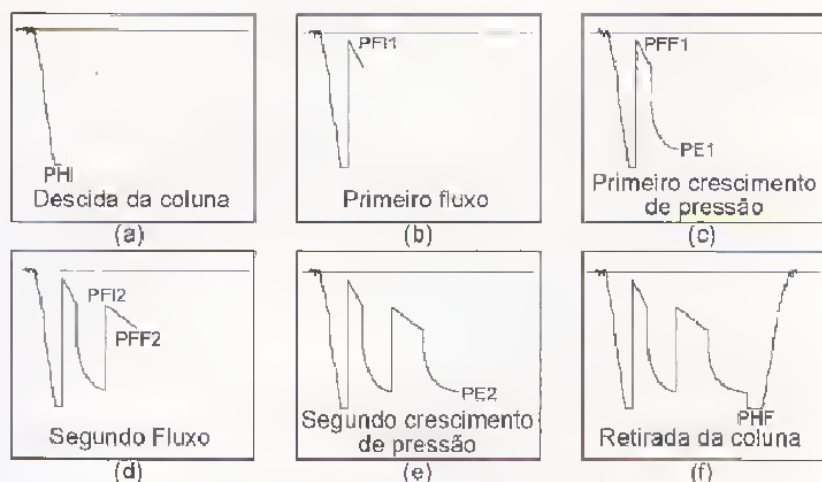 PHI
Descida da coluna
(a)
PFI1
Primeiro fluxo
(b)
PFF1
PE1
Primeiro crescimento
de pressão
(c)
PFI2
PFF2
Segundo Fluxo
(d)
PE2
Segundo crescimento
de pressão
(e)
PHF
Retirada da coluna
(f)